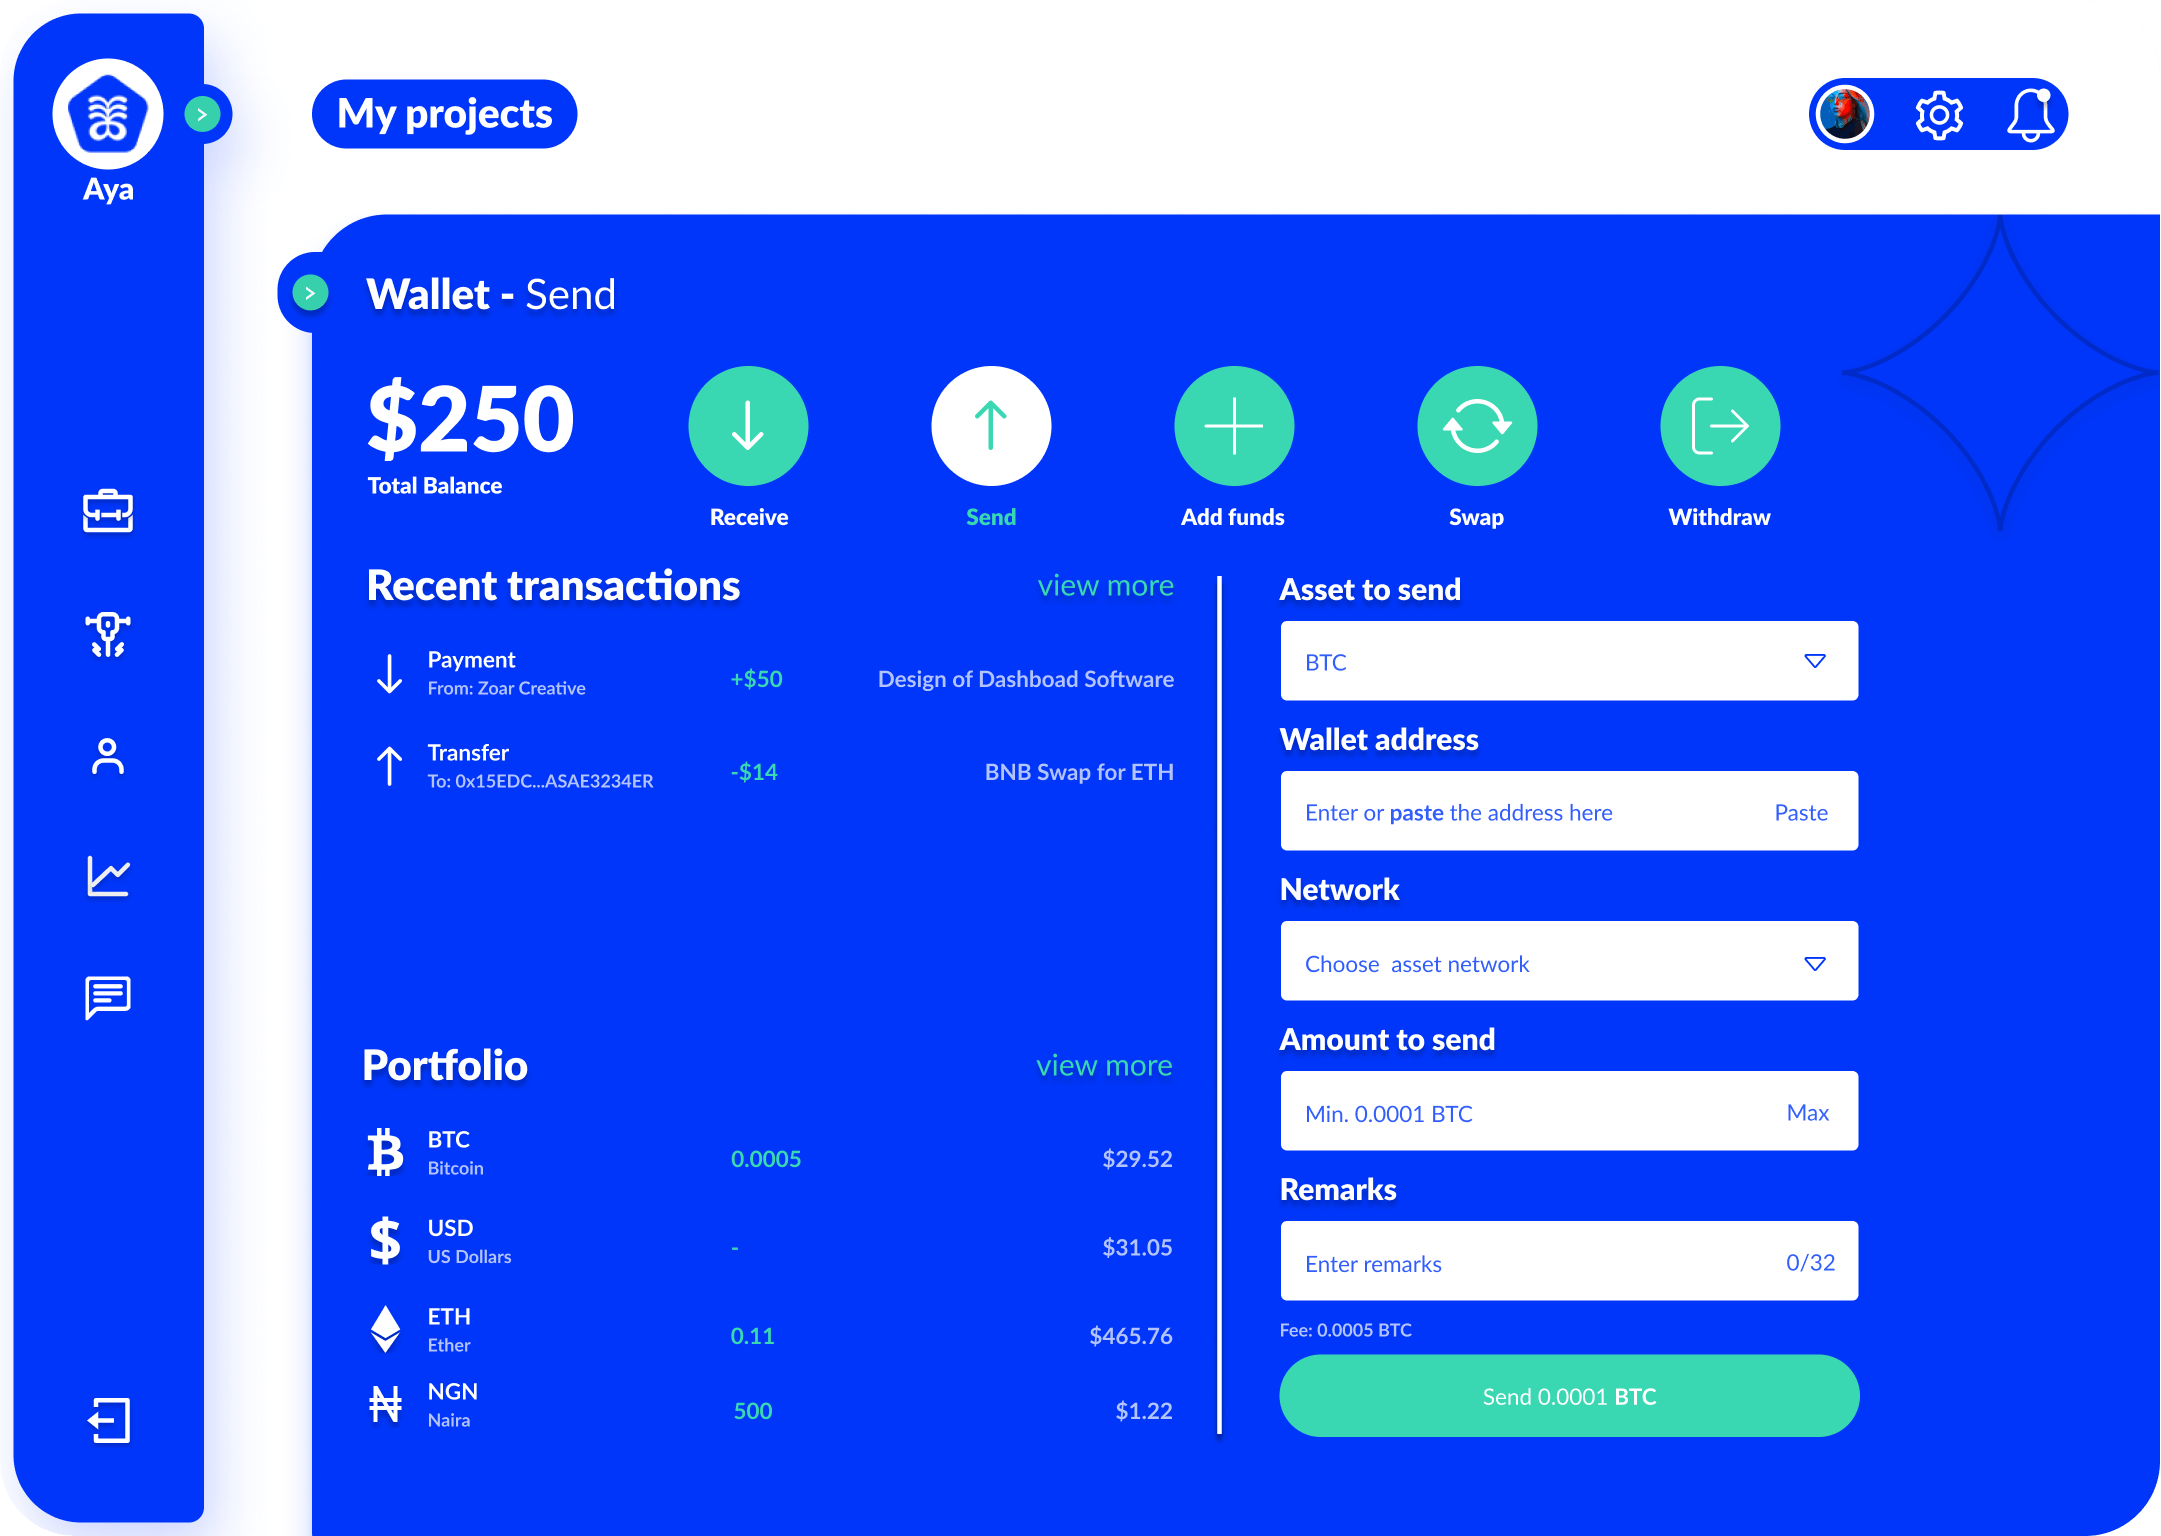 Aya
My projects
Wallet - Send
$250
Total Balance
Receive
Send
Add funds
Swap
Withdraw
Recent transactions
view more
Payment
From: Zoar Creative
+$50
Design of Dashboad Software
Transfer
To: 0x15EDC...ASAE3234ER
-$14
BNB Swap for ETH
Portfolio
view more
BTC
Bitcoin
0.0005
$29.52
USD
US Dollars
-
$31.05
ETH
Ether
0.11
$465.76
NGN
Naira
500
$1.22
Asset to send
BTC
Wallet address
Enter or paste the address here
Paste
Network
Choose  asset network
Amount to send
Min. 0.0001 BTC
Max
Remarks
Enter remarks
0/32
Fee: 0.0005 BTC
Send 0.0001 BTC